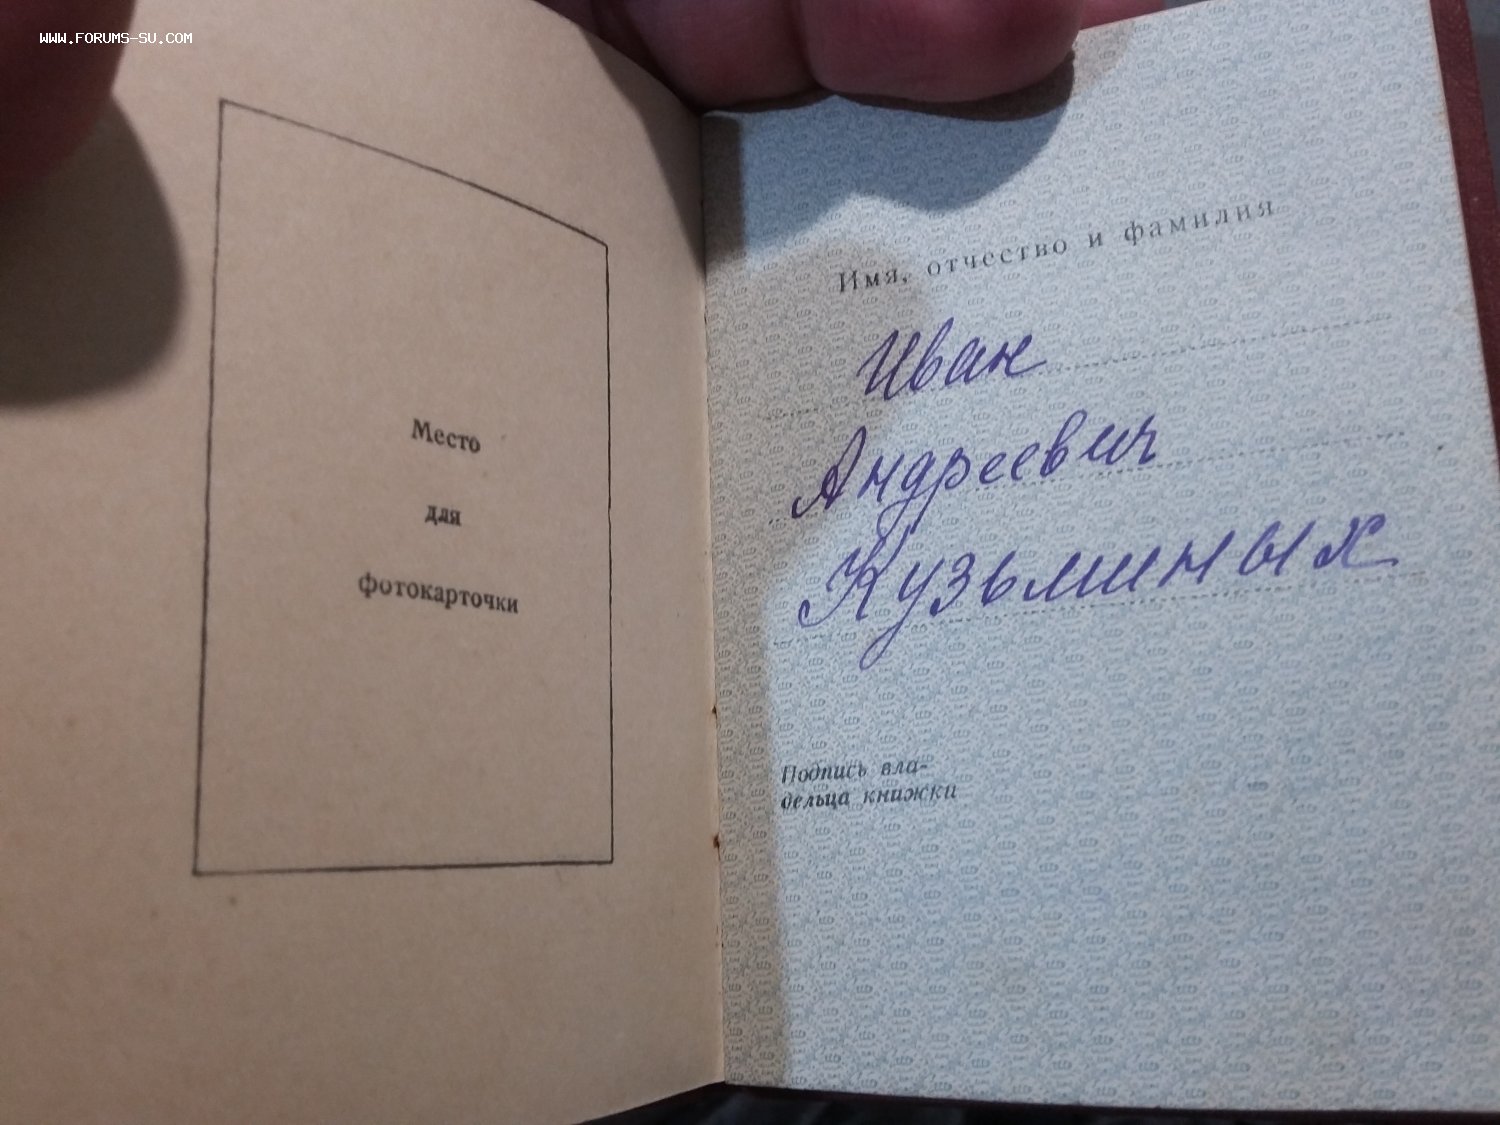 WWW.FORUMS-SU.COM
Место
для
фотокарточки
Имя, отчество и фамилия
Иван
Андреевич
Кузьминых
Подпись вла-
дельца книжки